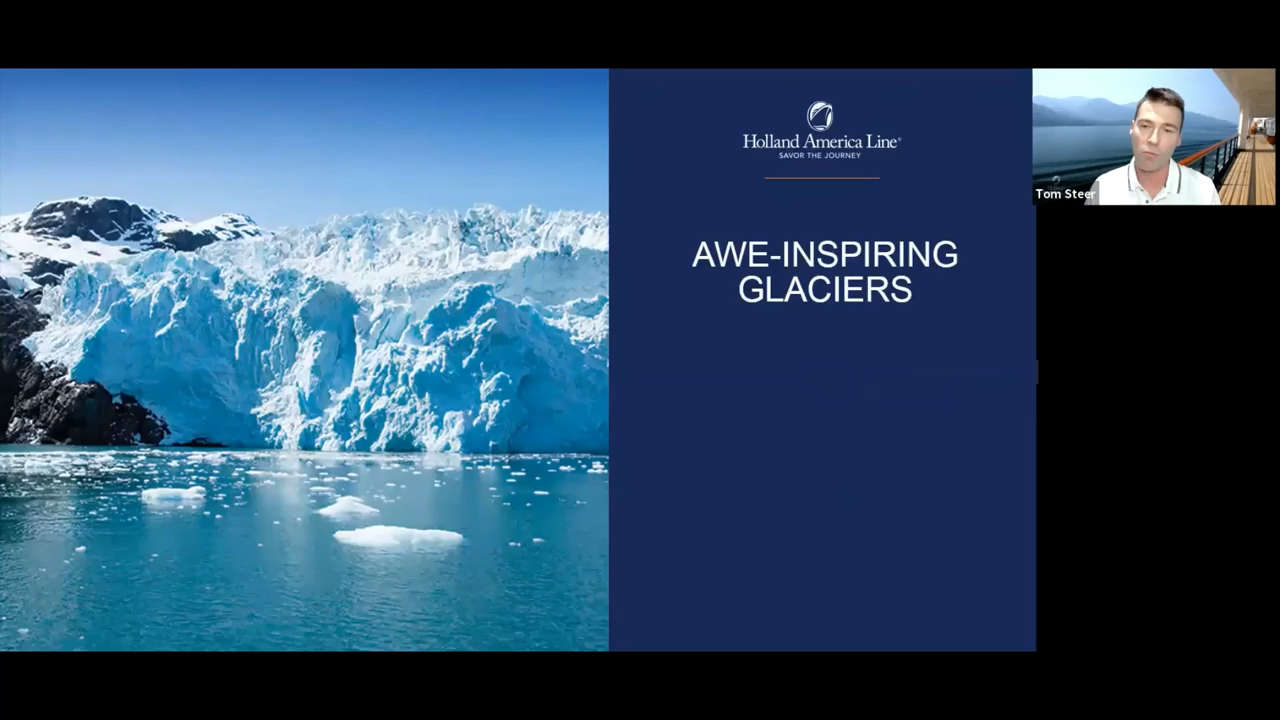 Holland America Line®
SAVOR THE JOURNEY
AWE-INSPIRING
GLACIERS
Tom Steer